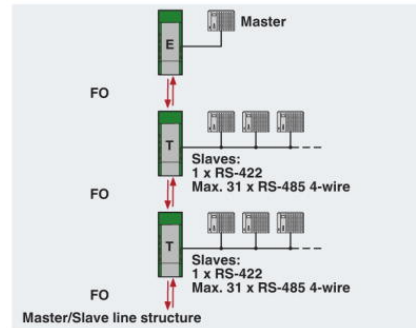 Master
E
FO
T
Slaves:
1 x RS-422
Max. 31 x RS-485 4-wire
FO
T
Slaves:
1 x RS-422
Max. 31 x RS-485 4-wire
FO
Master/Slave line structure